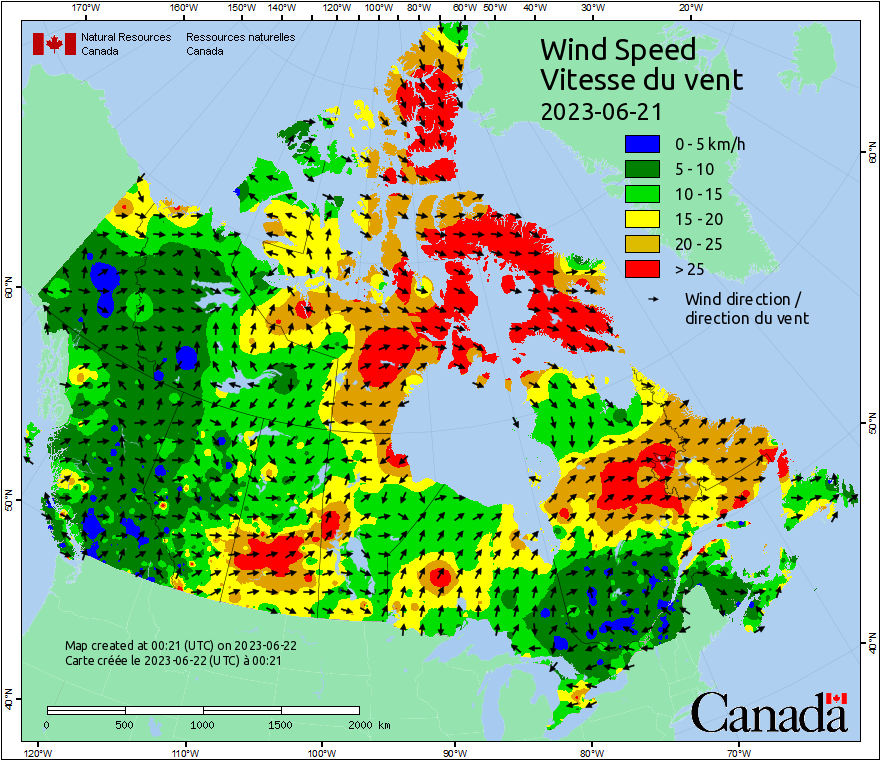 170°W 160°W 150°W 140°W 120°W 100°W 80°W 60°W 50°W 40°W 30°W 20°W
Natural Resources Canada
Ressources naturelles Canada
Wind Speed
Vitesse du vent
2023-06-21
0 - 5 km/h
5 - 10
10 - 15
15 - 20
20 - 25
> 25
Wind direction /
direction du vent
60°N
50°N
40°N
60°N
50°N
40°N
Map created at 00:21 (UTC) on 2023-06-22
Carte créée le 2023-06-22 (UTC) à 00:21
0 500 1000 1500 2000 km
Canada
120°W 110°W 100°W 90°W 80°W 70°W